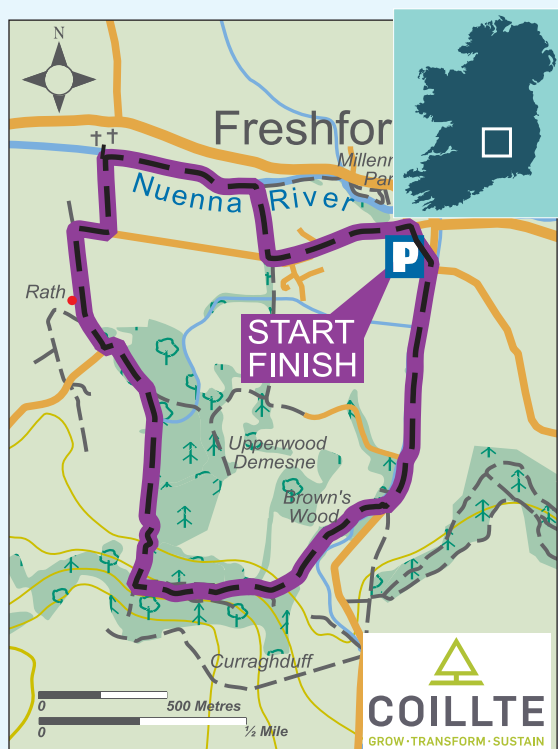 N
Freshfor
Millenn
Par
Nuenna River
P
Rath
START
FINISH
Upperwood
Demesne
Brown's
Wood
Curraghduff
0 500 Metres
0 ½ Mile
COILLTE
GROW · TRANSFORM · SUSTAIN